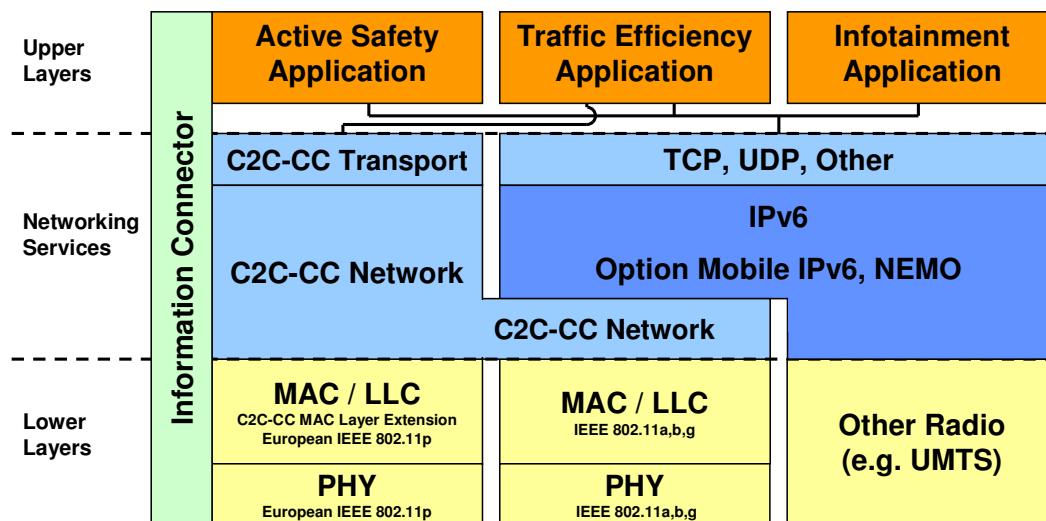 Upper
Layers
Active Safety
Application
Traffic Efficiency
Application
Infotainment
Application
Information Connector
Networking
Services
C2C-CC Transport
TCP, UDP, Other
C2C-CC Network
IPv6
Option Mobile IPv6, NEMO
C2C-CC Network
Lower
Layers
MAC / LLC
C2C-CC MAC Layer Extension
European IEEE 802.11p
MAC / LLC
IEEE 802.11a,b,g
Other Radio
(e.g. UMTS)
PHY
European IEEE 802.11p
PHY
IEEE 802.11a,b,g